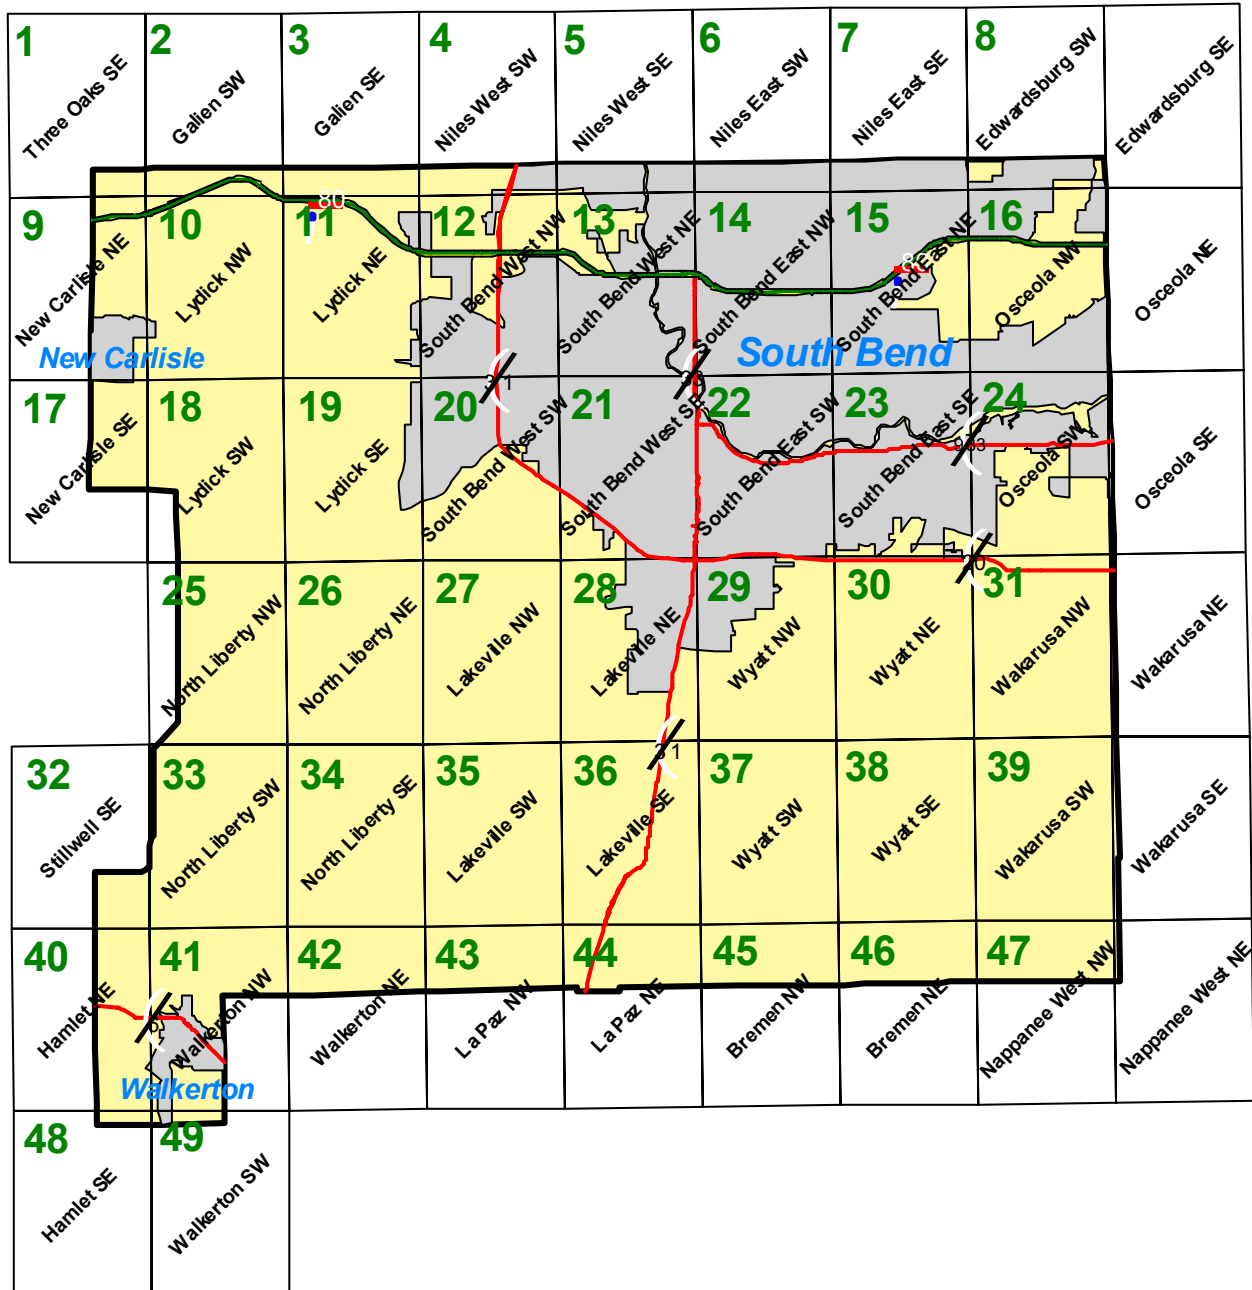 1
Three Oaks SE
2
Galien SW
3
Galien SE
4
Niles West SW
5
Niles West SE
6
Niles East SW
7
Niles East SE
8
Edwardsburg SW
Edwardsburg SE
9
New Carlisle NE
10
Lydick NW
11
80
Lydick NE
12
South Bend West NW
13
South Bend West NE
14
South Bend East NW
15
80
South Bend East NE
16
Osceola NW
Osceola NE
New Carlisle
South Bend
17
New Carlisle SE
18
Lydick SW
19
Lydick SE
20
31
South Bend West SW
21
South Bend West SE
22
South Bend East SW
23
South Bend East SE
24
933
Osceola SW
Osceola SE
25
North Liberty NW
26
North Liberty NE
27
Lakeville NW
28
Lakeville NE
29
Wyatt NW
30
Wyatt NE
20
31
Wakarusa NW
Wakarusa NE
32
Stillwell SE
33
North Liberty SW
34
North Liberty SE
35
Lakeville SW
36
31
Lakeville SE
37
Wyatt SW
38
Wyatt SE
39
Wakarusa SW
Wakarusa SE
40
Hamlet NE
41
Walkerton NW
42
Walkerton NE
43
La Paz NW
44
La Paz NE
45
Bremen NW
46
Bremen NE
47
Nappanee West NW
Nappanee West NE
Walkerton
48
Hamlet SE
49
Walkerton SW